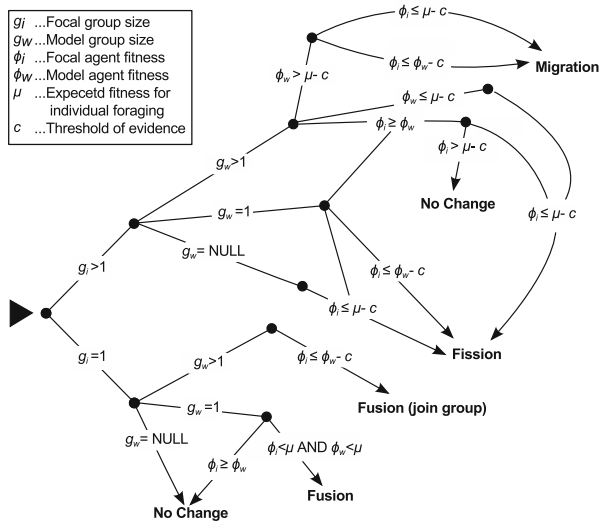 gi ...Focal group size
gw ...Model group size
ϕi ...Focal agent fitness
ϕw ...Model agent fitness
μ ...Expecetd fitness for
individual foraging
c ...Threshold of evidence
ϕi ≤ μ- c
ϕi ≤ ϕw- c
Migration
ϕw > μ- c
ϕw ≤ μ- c
ϕi ≥ ϕw
ϕi > μ- c
No Change
ϕi ≤ μ- c
gw>1
gw =1
gw= NULL
gi >1
ϕi ≤ ϕw- c
ϕi ≤ μ- c
Fission
gi =1
gw>1
ϕi ≤ ϕw- c
Fusion (join group)
gw =1
gw= NULL
ϕi ≥ ϕw
ϕi<μ AND ϕw<μ
Fusion
No Change